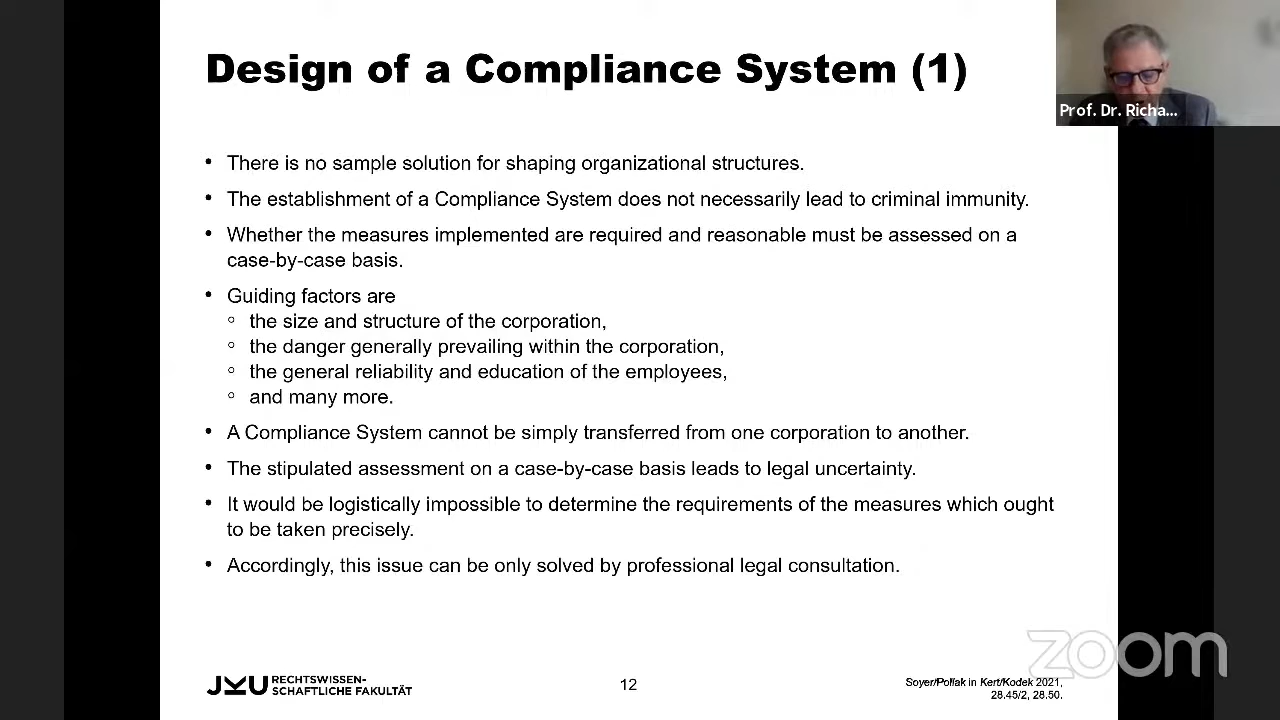 Design of a Compliance System (1)
Prof. Dr. Richa...
• There is no sample solution for shaping organizational structures.
• The establishment of a Compliance System does not necessarily lead to criminal immunity.
• Whether the measures implemented are required and reasonable must be assessed on a
case-by-case basis.
• Guiding factors are
° the size and structure of the corporation,
° the danger generally prevailing within the corporation,
° the general reliability and education of the employees,
° and many more.
• A Compliance System cannot be simply transferred from one corporation to another.
• The stipulated assessment on a case-by-case basis leads to legal uncertainty.
• It would be logistically impossible to determine the requirements of the measures which ought
to be taken precisely.
• Accordingly, this issue can be only solved by professional legal consultation.
zoom
JKU RECHTSWISSEN-
SCHAFTLICHE FAKULTÄT
12
Soyer/Pollak in Kert/Kodek 2021,
28.45/2, 28.50.